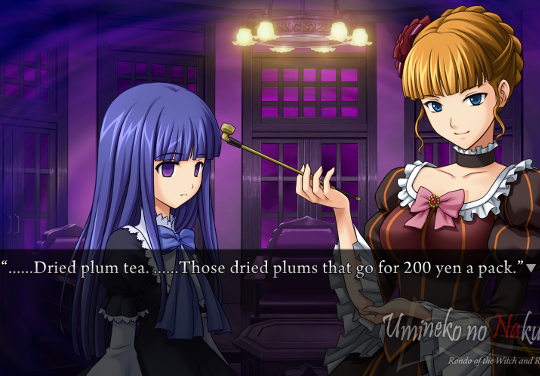 “......Dried plum tea. ......Those dried plums that go for 200 yen a pack.”▼
Umineko no Naku
Rondo of the Witch and R